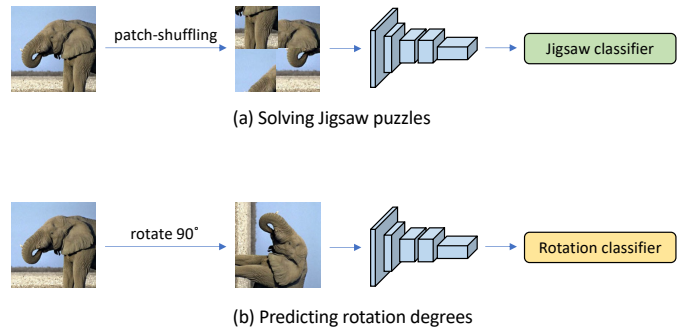 patch-shuffling
Jigsaw classifier
(a) Solving Jigsaw puzzles
rotate 90˚
Rotation classifier
(b) Predicting rotation degrees